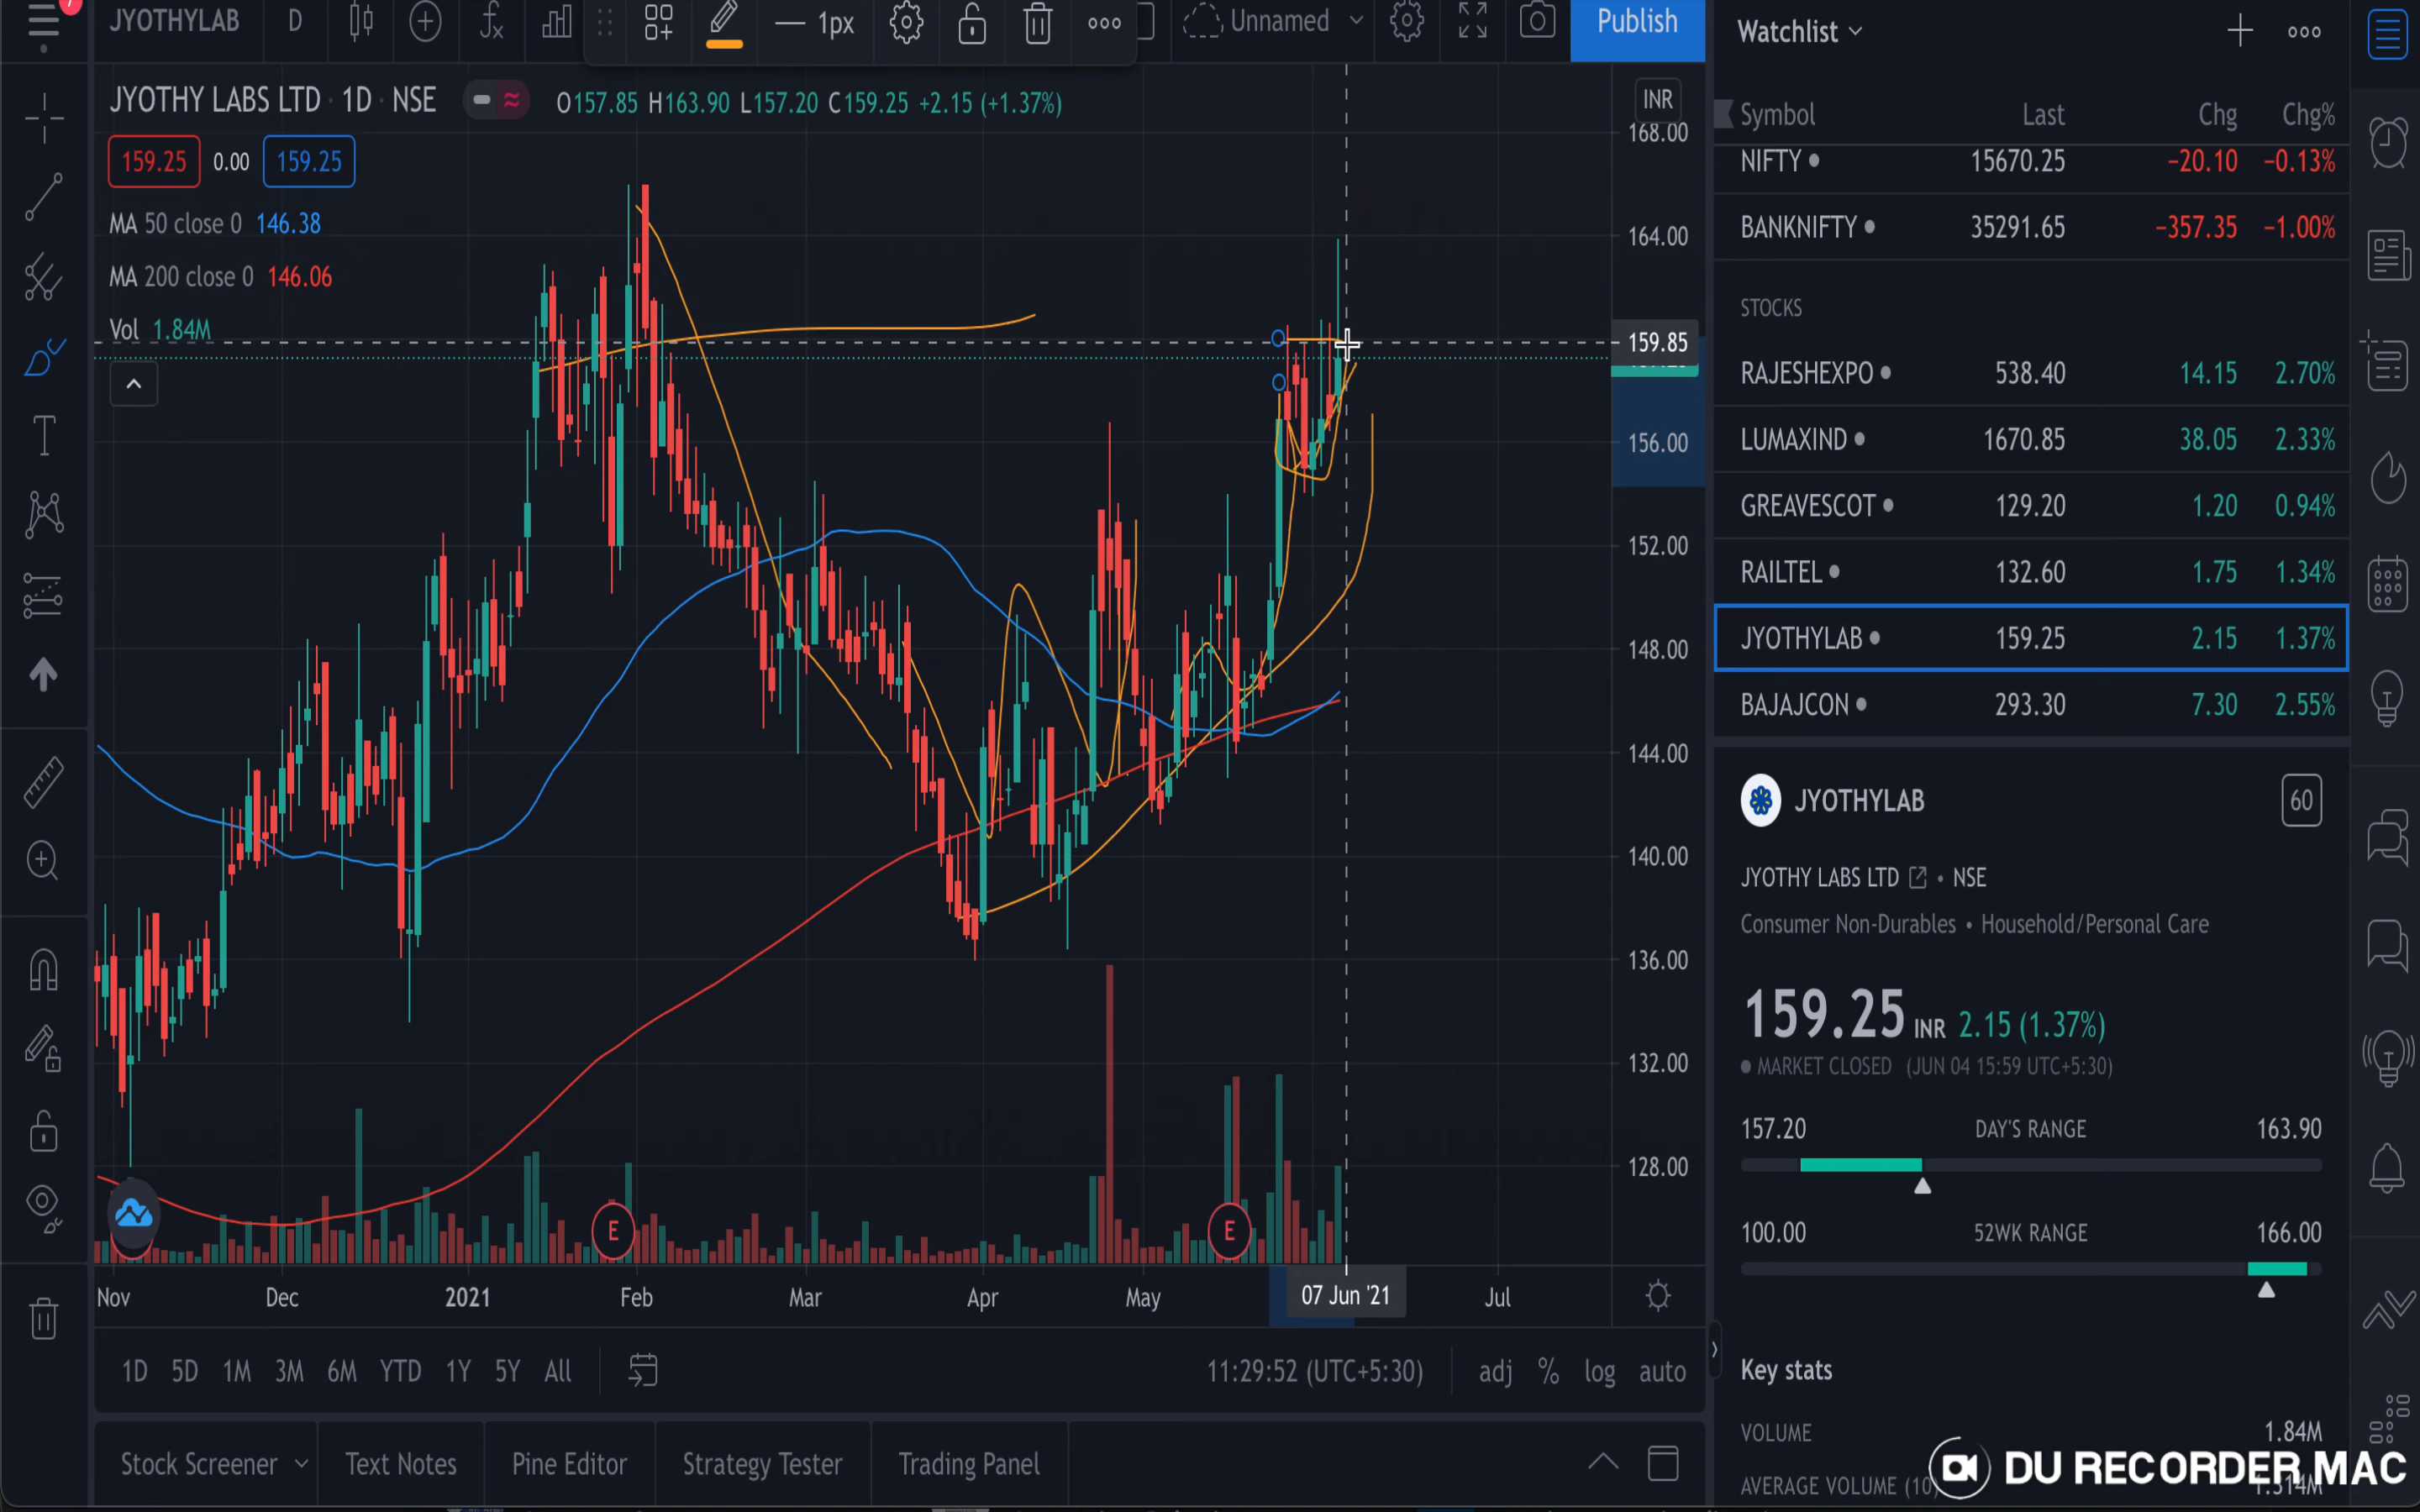 7
JYOTHYLAB D 1px Unnamed Publish
JYOTHY LABS LTD · 1D · NSE O157.85 H163.90 L157.20 C159.25 +2.15 (+1.37%)
159.25 0.00 159.25
MA 50 close 0 146.38
MA 200 close 0 146.06
Vol 1.84M
INR
168.00
164.00
159.85
156.00
152.00
148.00
144.00
140.00
136.00
132.00
128.00
E E
Nov Dec 2021 Feb Mar Apr May 07 Jun '21 Jul
1D 5D 1M 3M 6M YTD 1Y 5Y All 11:29:52 (UTC+5:30) adj % log auto
Stock Screener Text Notes Pine Editor Strategy Tester Trading Panel
Watchlist
Symbol Last Chg Chg%
NIFTY 15670.25 −20.10 −0.13%
BANKNIFTY 35291.65 −357.35 −1.00%
STOCKS
RAJESHEXPO 538.40 14.15 2.70%
LUMAXIND 1670.85 38.05 2.33%
GREAVESCOT 129.20 1.20 0.94%
RAILTEL 132.60 1.75 1.34%
JYOTHYLAB 159.25 2.15 1.37%
BAJAJCON 293.30 7.30 2.55%
JYOTHYLAB 60
JYOTHY LABS LTD • NSE
Consumer Non-Durables • Household/Personal Care
159.25 INR 2.15 (1.37%)
MARKET CLOSED (JUN 04 15:59 UTC+5:30)
157.20 DAY'S RANGE 163.90
100.00 52WK RANGE 166.00
Key stats
VOLUME 1.84M
AVERAGE VOLUME (10)
DU RECORDER MAC